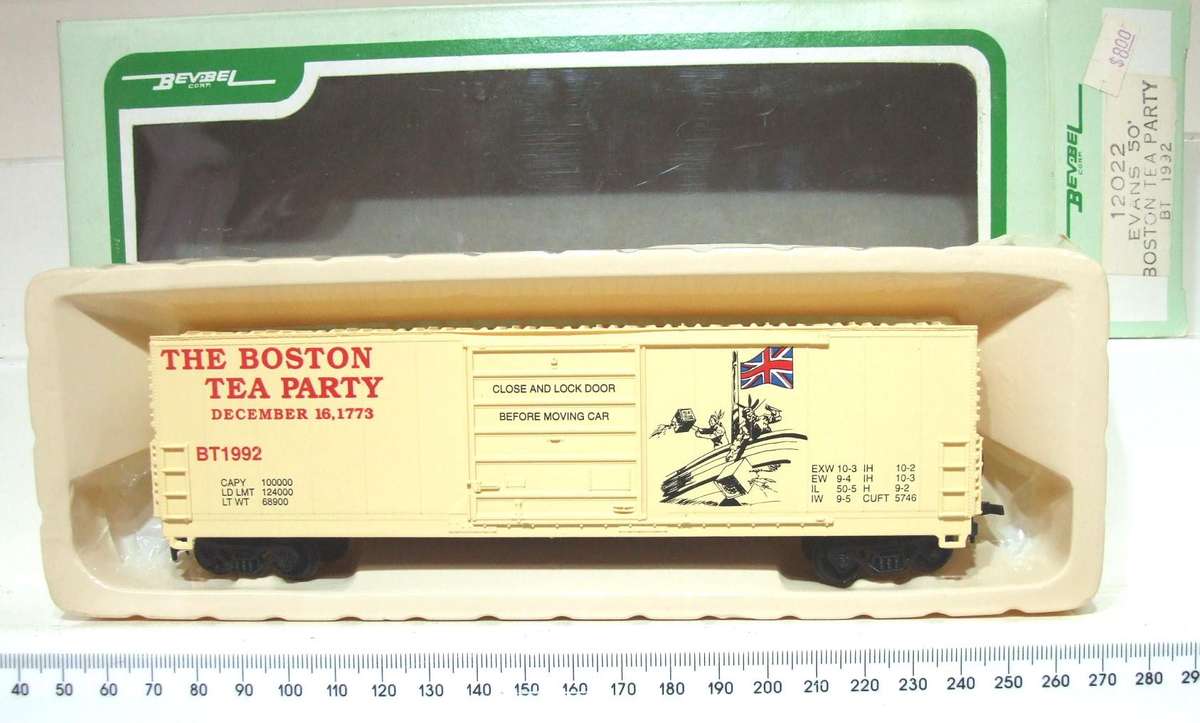 BEV-BEL
CORP.
$8.00
BEV-BEL
CORP.
12022
EVANS 50'
BOSTON TEA PARTY
BT 1992
THE BOSTON
TEA PARTY
DECEMBER 16,1773
BT1992
CAPY 100000
LD LMT 124000
LT WT 68900
CLOSE AND LOCK DOOR
BEFORE MOVING CAR
EXW 10-3 IH 10-2
EW 9-4 IH 10-3
IL 50-5 H 9-2
IW 9-5 CUFT 5746
40 50 60 70 80 90 100 110 120 130 140 150 160 170 180 190 200 210 220 230 240 250 260 270 280 29